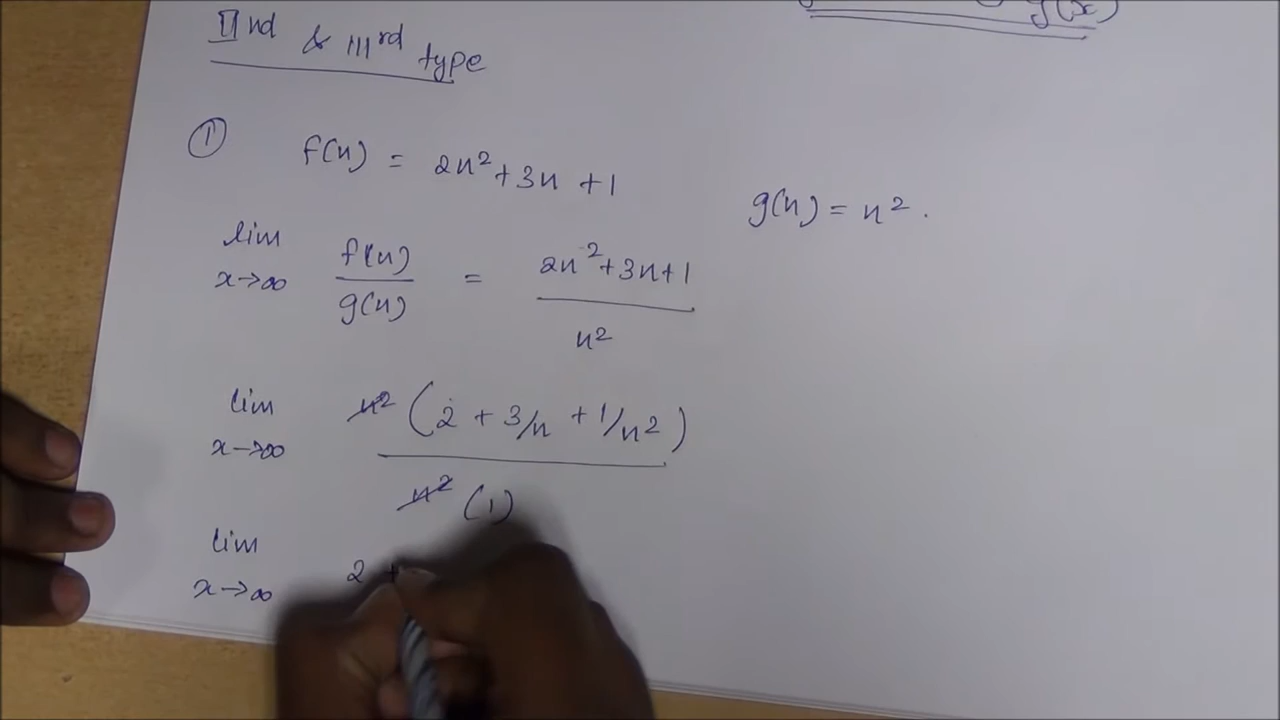 g(x)
IInd & IIIrd type
① f(n) = 2n² + 3n + 1
g(n) = n².
lim x→∞ f(n)/g(n) = 2n² + 3n + 1 / n²
lim x→∞ n² (2 + 3/n + 1/n²) / n² (1)
lim x→∞ 2 +